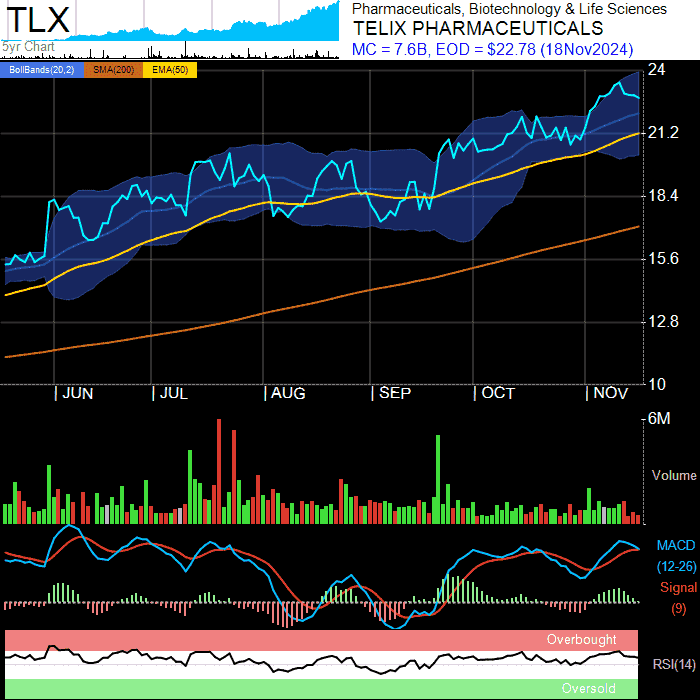 TLX
Pharmaceuticals, Biotechnology & Life Sciences
TELIX PHARMACEUTICALS
MC = 7.6B, EOD = $22.78 (18Nov2024)
5yr Chart
BollBands(20,2) SMA(200) EMA(50)
24
21.2
18.4
15.6
12.8
10
JUN JUL AUG SEP OCT NOV
6M
Volume
MACD
(12-26)
Signal
(9)
Overbought
RSI(14)
Oversold